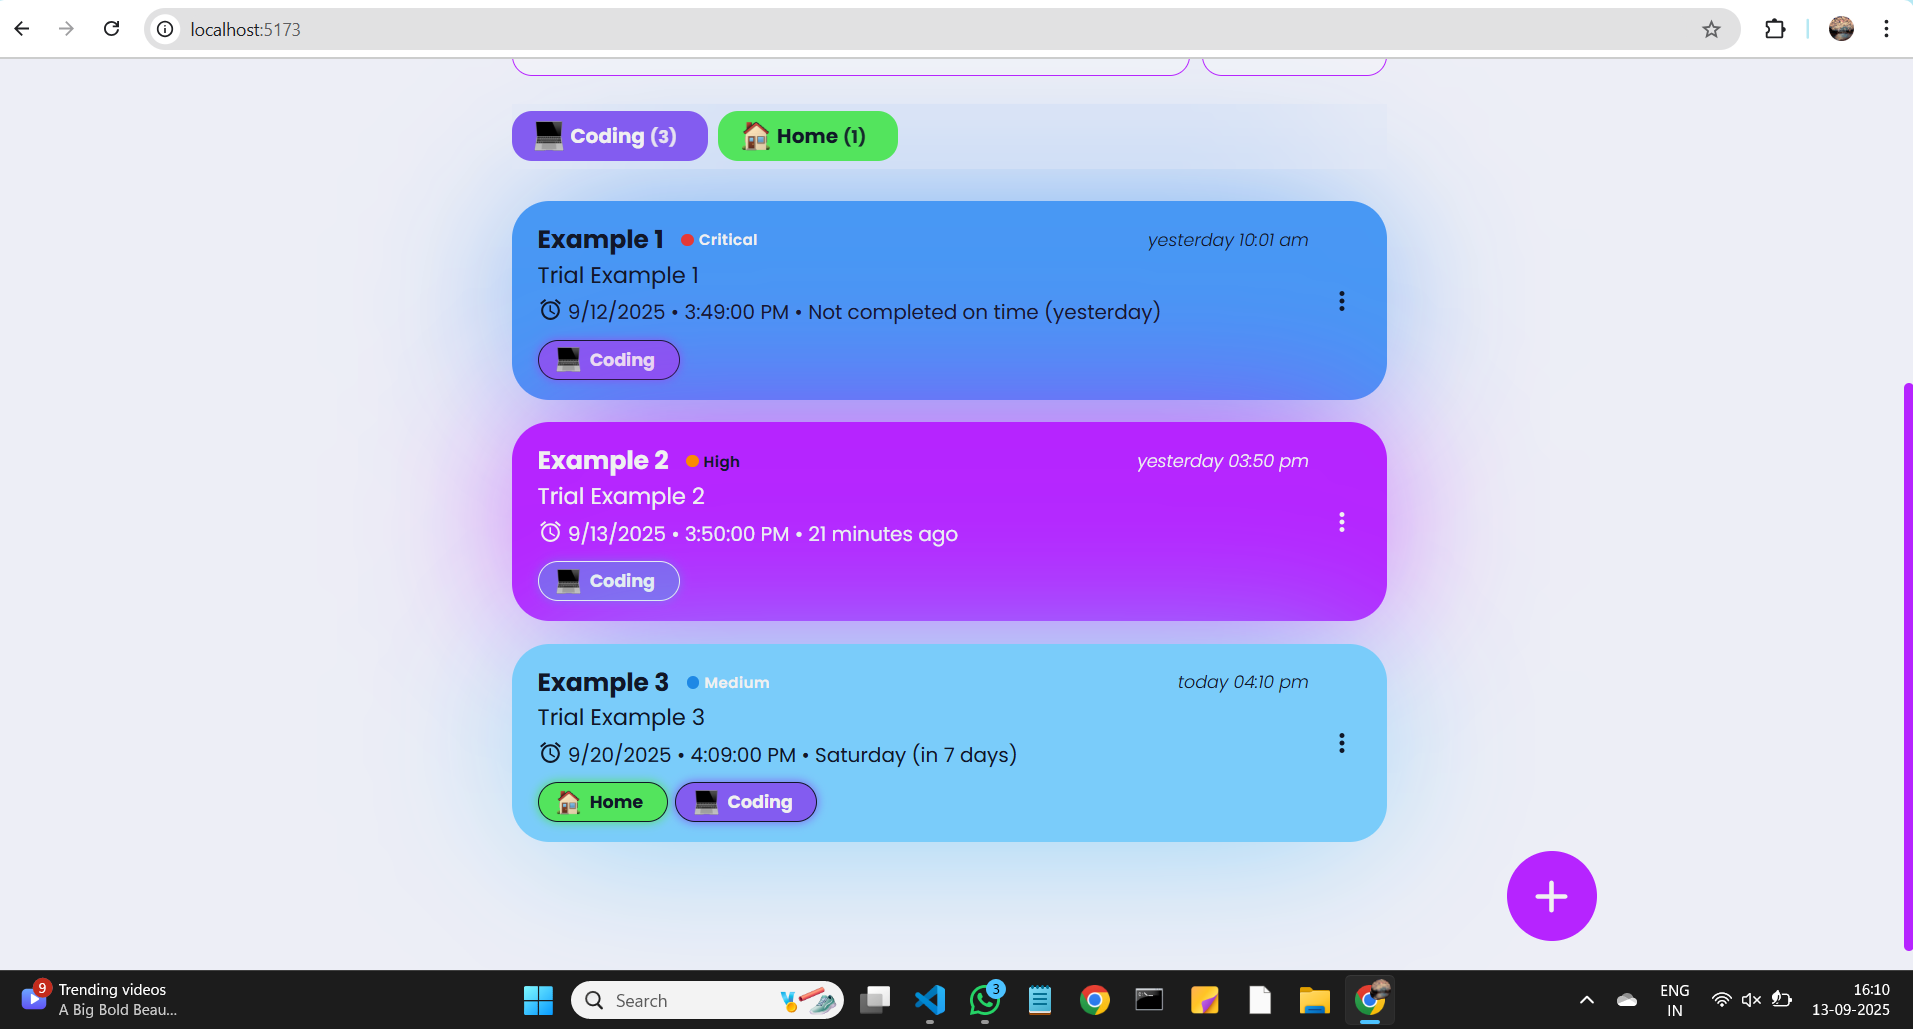 localhost:5173
Coding (3)
Home (1)
Example 1
Critical
yesterday 10:01 am
Trial Example 1
9/12/2025 • 3:49:00 PM • Not completed on time (yesterday)
Coding
Example 2
High
yesterday 03:50 pm
Trial Example 2
9/13/2025 • 3:50:00 PM • 21 minutes ago
Coding
Example 3
Medium
today 04:10 pm
Trial Example 3
9/20/2025 • 4:09:00 PM • Saturday (in 7 days)
Home
Coding
9
Trending videos
A Big Bold Beau...
Search
3
ENG
IN
16:10
13-09-2025